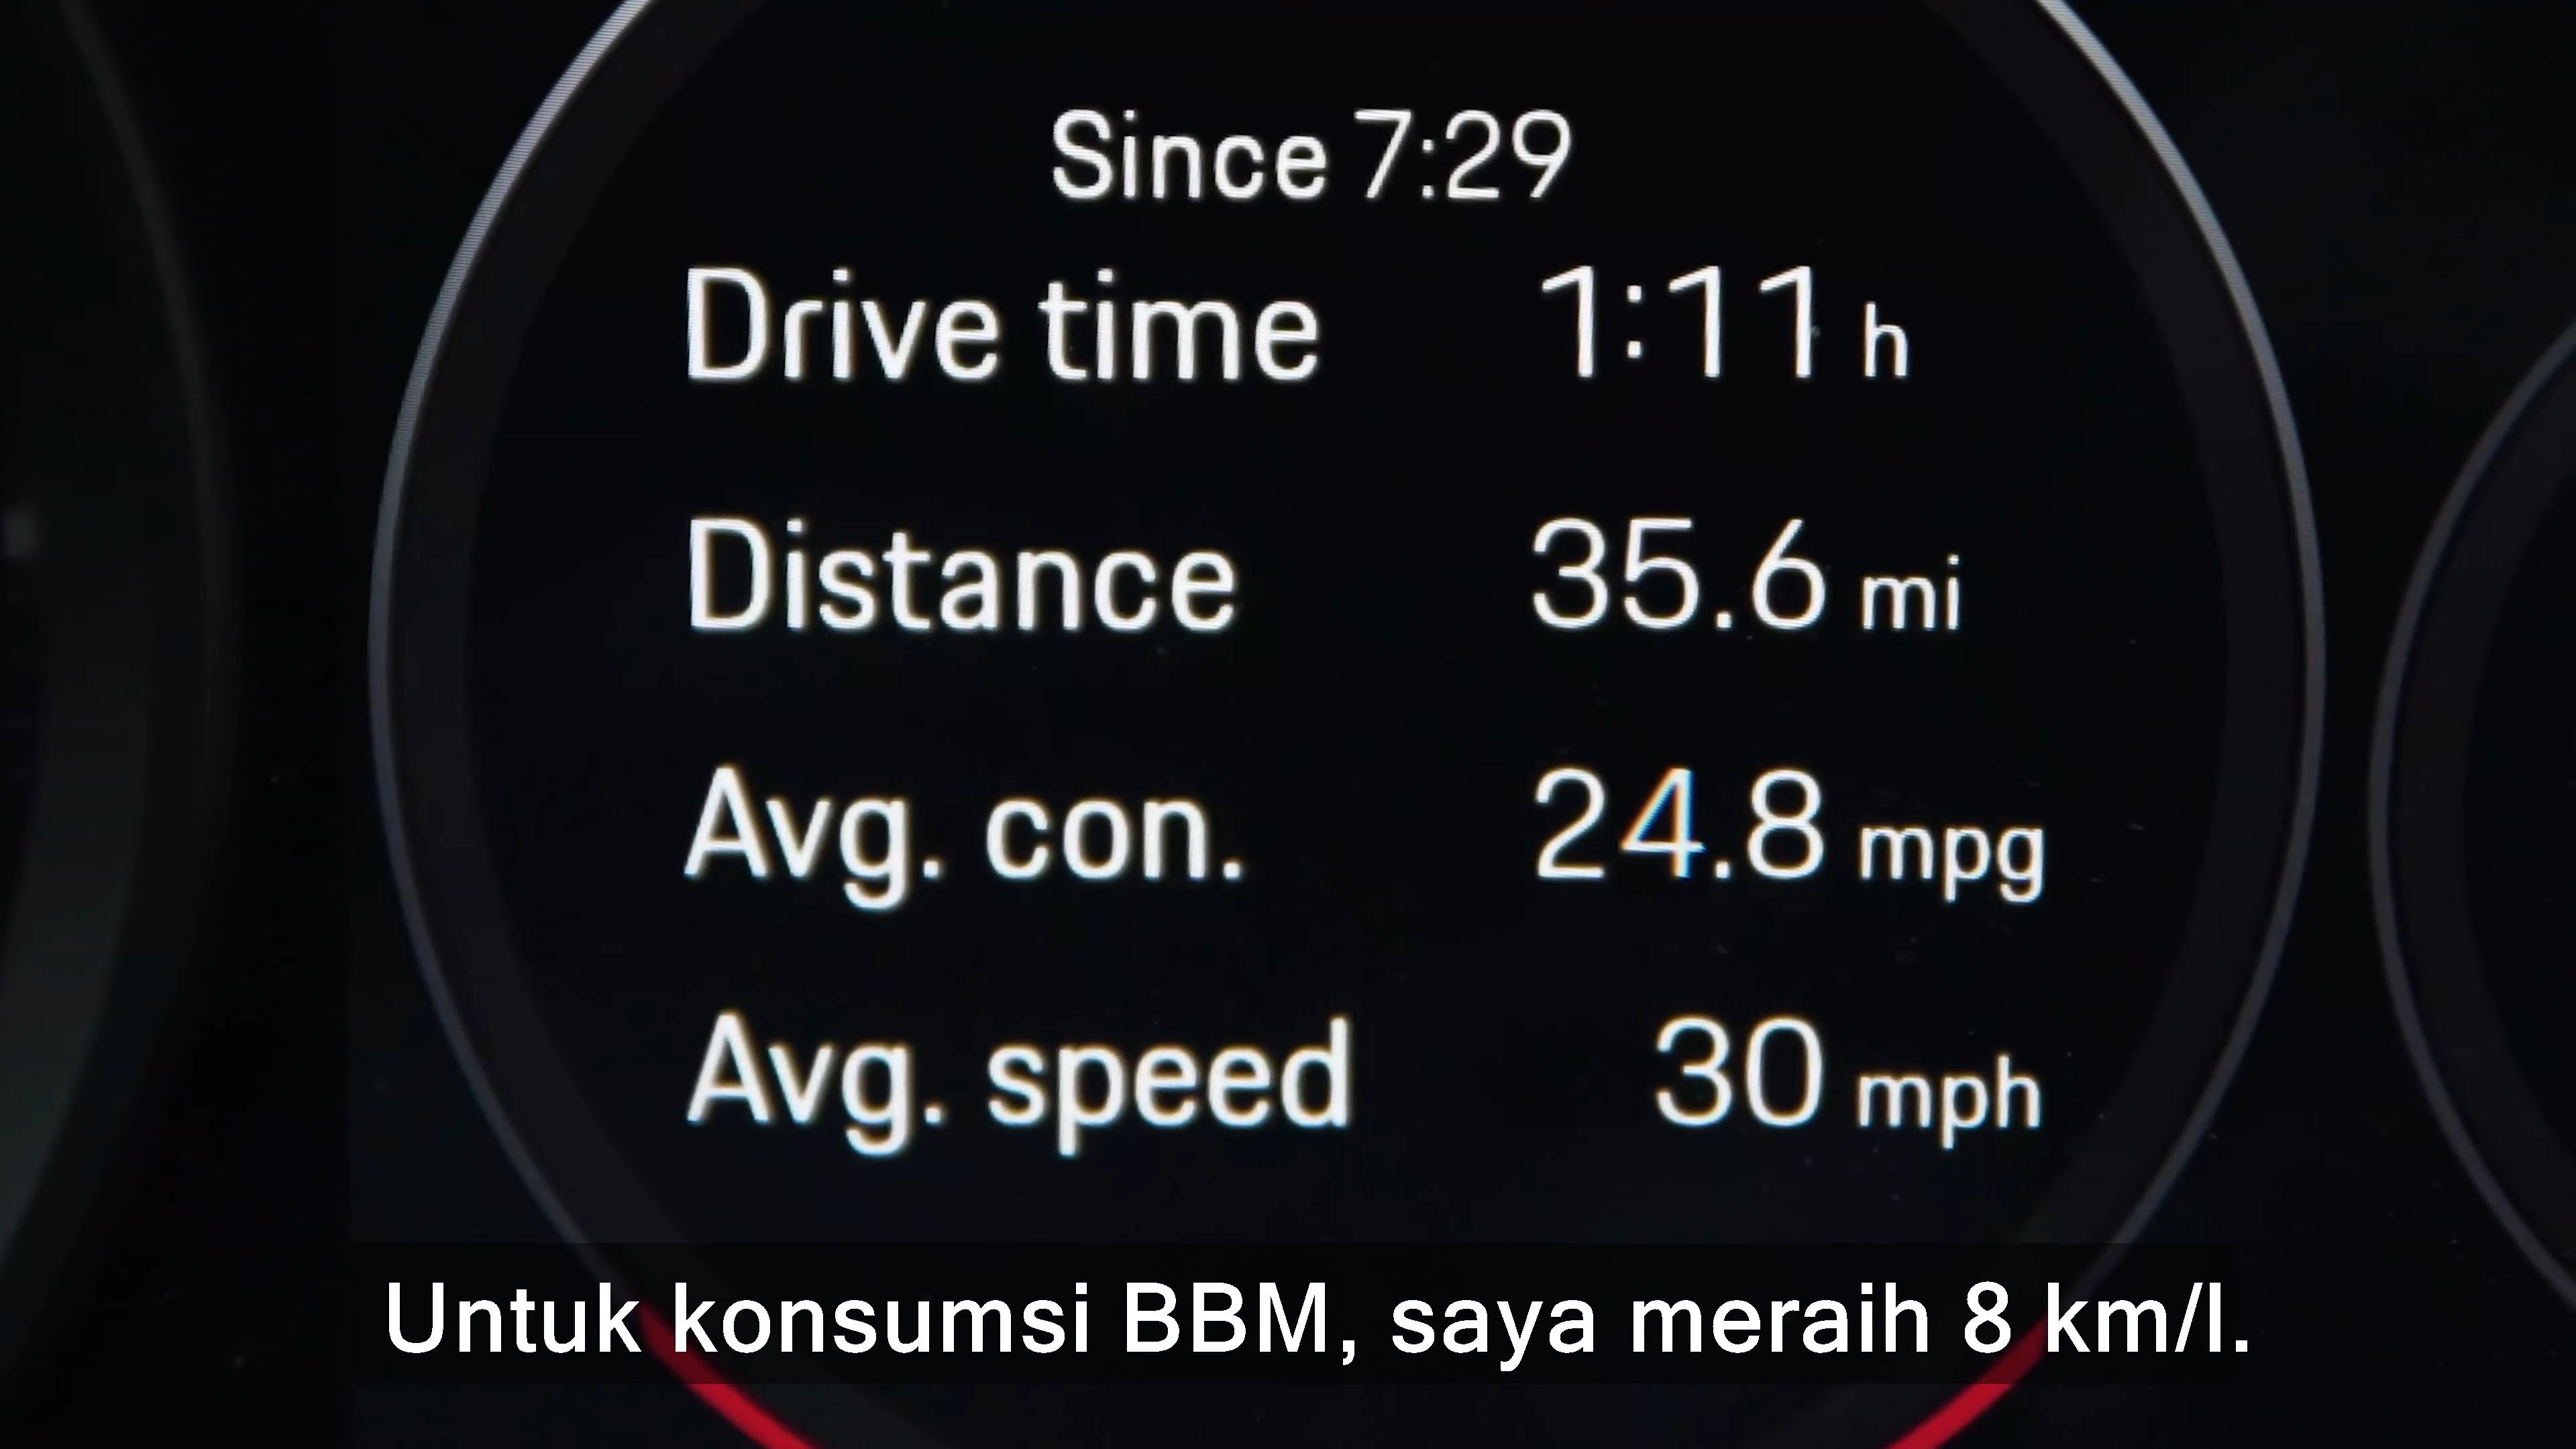 Since 7:29
Drive time 1:11 h
Distance 35.6 mi
Avg. con. 24.8 mpg
Avg. speed 30 mph
Untuk konsumsi BBM, saya meraih 8 km/l.